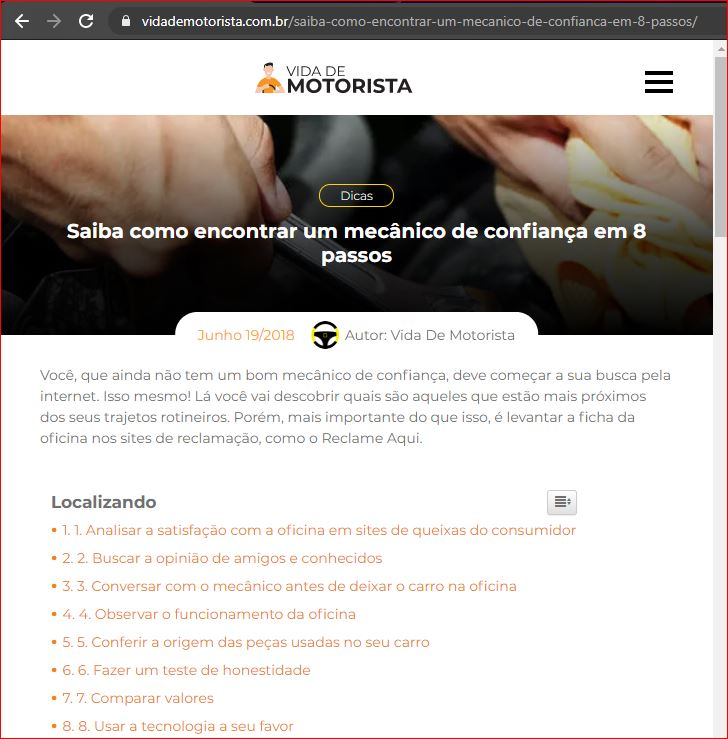 vidademotorista.com.br/saiba-como-encontrar-um-mecanico-de-confianca-em-8-passos/
VIDA DE
MOTORISTA
Dicas
Saiba como encontrar um mecânico de confiança em 8
passos
Junho 19/2018 Autor: Vida De Motorista
Você, que ainda não tem um bom mecânico de confiança, deve começar a sua busca pela
internet. Isso mesmo! Lá você vai descobrir quais são aqueles que estão mais próximos
dos seus trajetos rotineiros. Porém, mais importante do que isso, é levantar a ficha da
oficina nos sites de reclamação, como o Reclame Aqui.
Localizando
• 1. 1. Analisar a satisfação com a oficina em sites de queixas do consumidor
• 2. 2. Buscar a opinião de amigos e conhecidos
• 3. 3. Conversar com o mecânico antes de deixar o carro na oficina
• 4. 4. Observar o funcionamento da oficina
• 5. 5. Conferir a origem das peças usadas no seu carro
• 6. 6. Fazer um teste de honestidade
• 7. 7. Comparar valores
• 8. 8. Usar a tecnologia a seu favor